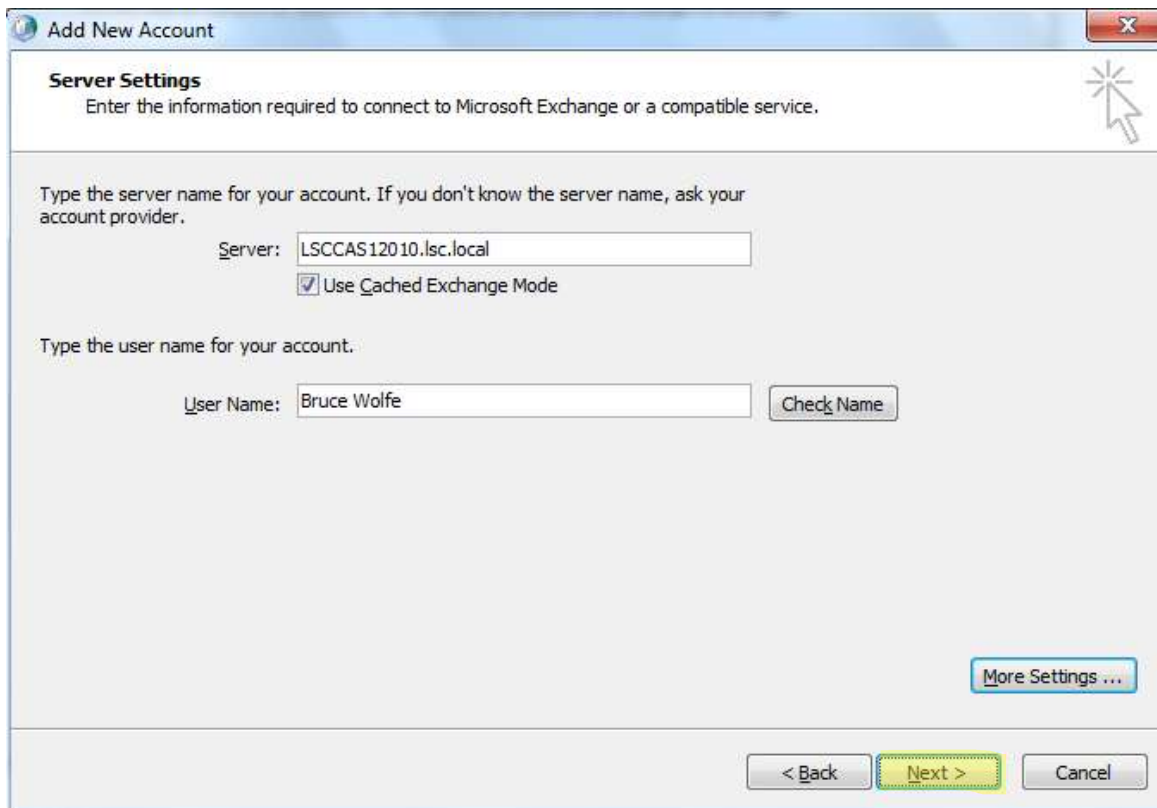 Add New Account
X
Server Settings
Enter the information required to connect to Microsoft Exchange or a compatible service.
Type the server name for your account. If you don't know the server name, ask your
account provider.
Server: LSCCAS12010.lsc.local
Use Cached Exchange Mode
Type the user name for your account.
User Name: Bruce Wolfe Check Name
More Settings ...
< Back Next > Cancel